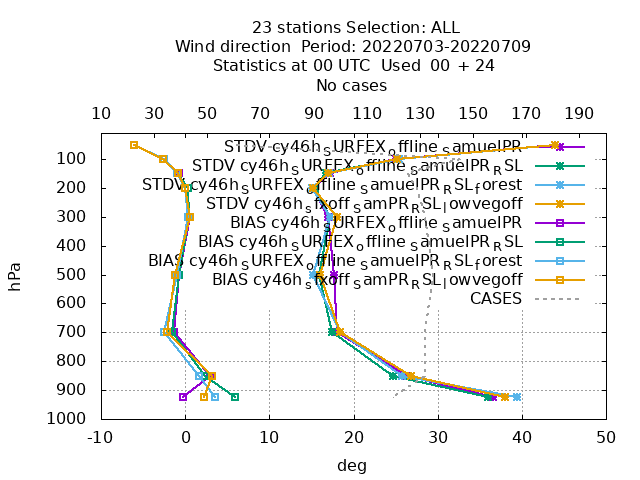 23 stations Selection: ALL
Wind direction  Period: 20220703-20220709
Statistics at 00 UTC  Used  00 + 24
No cases
10 30 50 70 90 110 130 150 170 190
STDV cy46h_SURFEX_offline_SamuelPR
STDV cy46h_SURFEX_offline_SamuelPR_RSL
STDV cy46h_SURFEX_offline_SamuelPR_RSL_forest
STDV cy46h_sfxoff_SamPR_RSL_lowvegoff
BIAS cy46h_SURFEX_offline_SamuelPR
BIAS cy46h_SURFEX_offline_SamuelPR_RSL
BIAS cy46h_SURFEX_offline_SamuelPR_RSL_forest
BIAS cy46h_sfxoff_SamPR_RSL_lowvegoff
CASES
hPa
100
200
300
400
500
600
700
800
900
1000
-10 0 10 20 30 40 50
deg